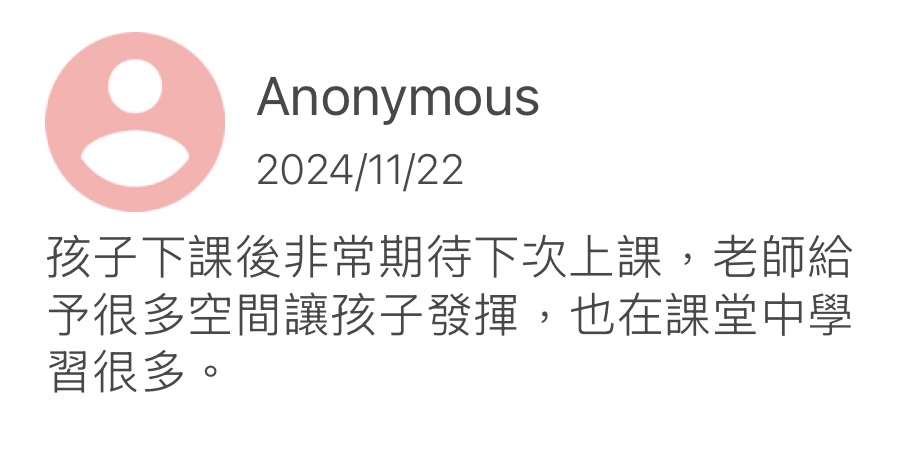 Anonymous
2024/11/22
孩子下課後非常期待下次上課，老師給
予很多空間讓孩子發揮，也在課堂中學
習很多。